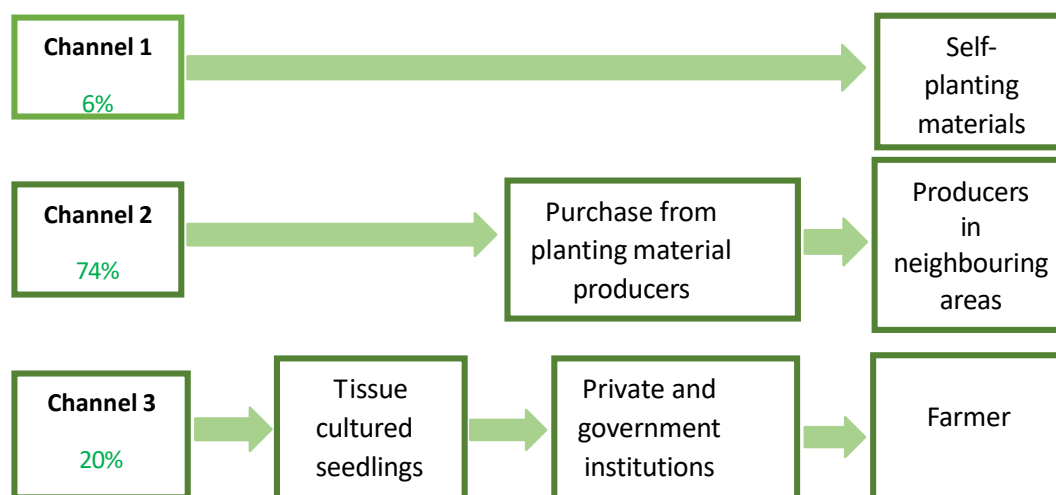 Channel 1
6%
Self-
planting
materials
Channel 2
74%
Purchase from
planting material
producers
Producers
in
neighbouring
areas
Channel 3
20%
Tissue
cultured
seedlings
Private and
government
institutions
Farmer